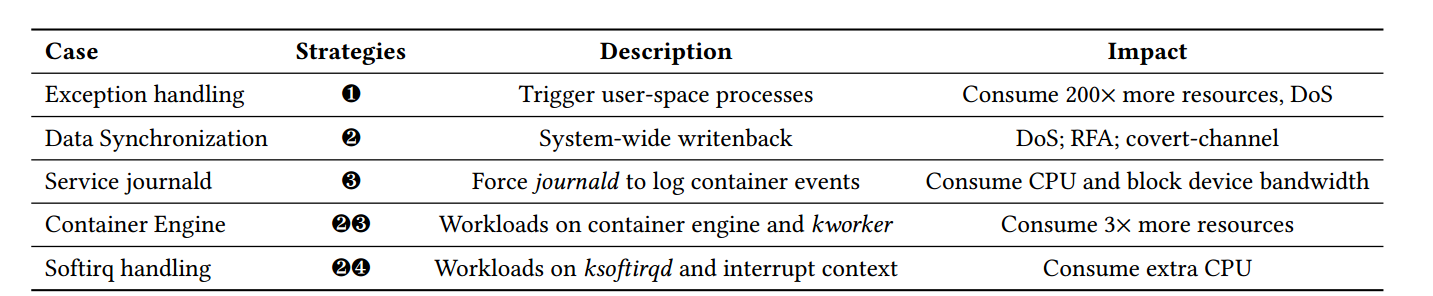 Case Strategies Description Impact
Exception handling ❶ Trigger user-space processes Consume 200× more resources, DoS
Data Synchronization ❷ System-wide writenback DoS; RFA; covert-channel
Service journald ❸ Force journald to log container events Consume CPU and block device bandwidth
Container Engine ❷❸ Workloads on container engine and kworker Consume 3× more resources
Softirq handling ❷❹ Workloads on ksoftirqd and interrupt context Consume extra CPU